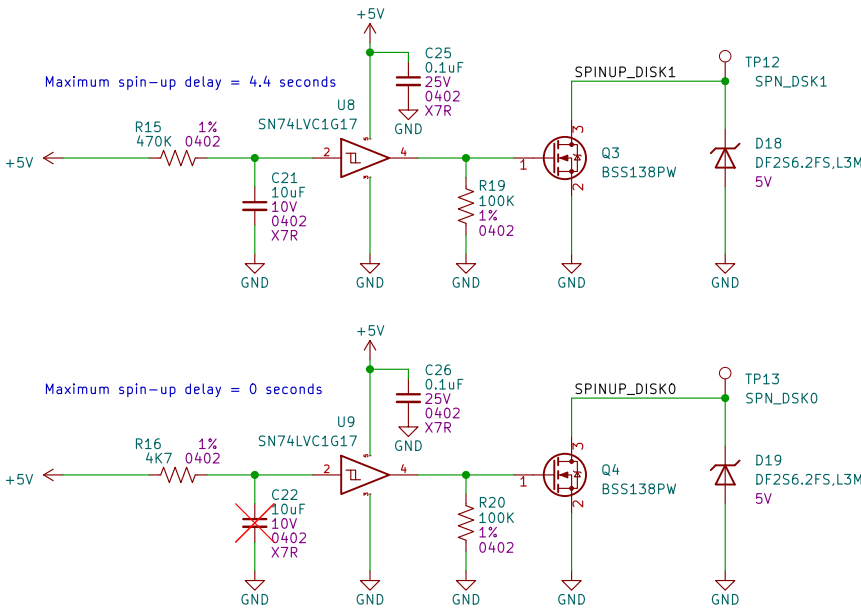 +5V
Maximum spin-up delay = 4.4 seconds
C25
0.1uF
25V
0402
X7R
GND
SPINUP_DISK1
TP12
SPN_DSK1
U8
SN74LVC1G17
R15
470K
1%
0402
+5V
2
5
3
4
C21
10uF
10V
0402
X7R
R19
100K
1%
0402
1
3
2
Q3
BSS138PW
D18
DF2S6.2FS,L3M
5V
GND
GND
GND
GND
GND
+5V
Maximum spin-up delay = 0 seconds
C26
0.1uF
25V
0402
X7R
GND
SPINUP_DISK0
TP13
SPN_DSK0
U9
SN74LVC1G17
R16
4K7
1%
0402
+5V
2
5
3
4
C22
10uF
10V
0402
X7R
R20
100K
1%
0402
1
3
2
Q4
BSS138PW
D19
DF2S6.2FS,L3M
5V
GND
GND
GND
GND
GND